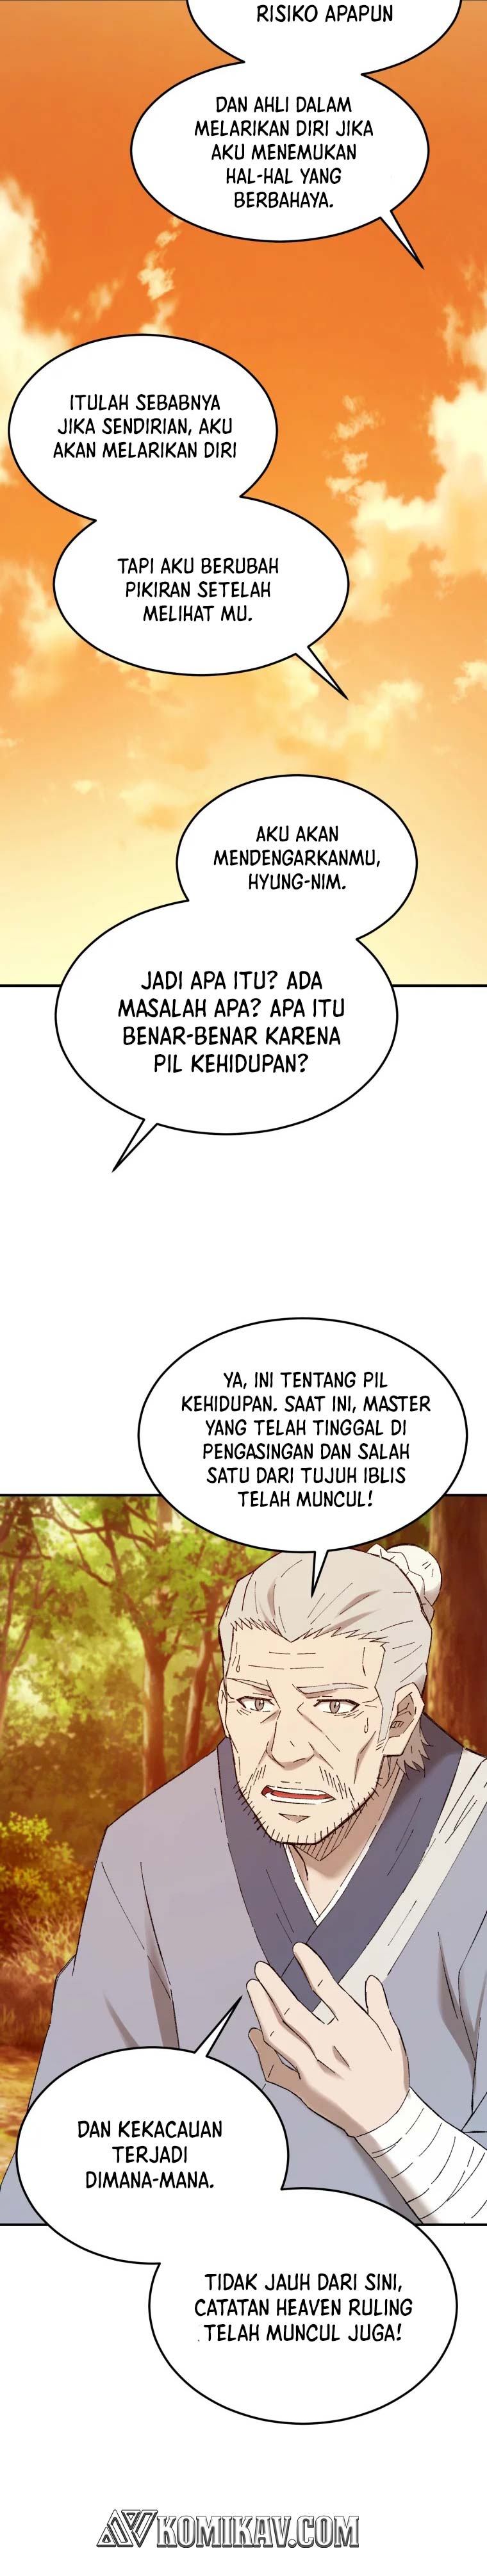 RISIKO APAPUN
DAN AHLI DALAM
MELARIKAN DIRI JIKA
AKU MENEMUKAN
HAL-HAL YANG
BERBAHAYA.
ITULAH SEBABNYA
JIKA SENDIRIAN, AKU
AKAN MELARIKAN DIRI
TAPI AKU BERUBAH
PIKIRAN SETELAH
MELIHAT MU.
AKU AKAN
MENDENGARKANMU,
HYUNG-NIM.
JADI APA ITU? ADA
MASALAH APA? APA ITU
BENAR-BENAR KARENA
PIL KEHIDUPAN?
YA, INI TENTANG PIL
KEHIDUPAN. SAAT INI, MASTER
YANG TELAH TINGGAL DI
PENGASINGAN DAN SALAH
SATU DARI TUJUH IBLIS
TELAH MUNCUL!
DAN KEKACAUAN
TERJADI
DIMANA-MANA.
TIDAK JAUH DARI SINI,
CATATAN HEAVEN RULING
TELAH MUNCUL JUGA!
KOMIKAV.COM